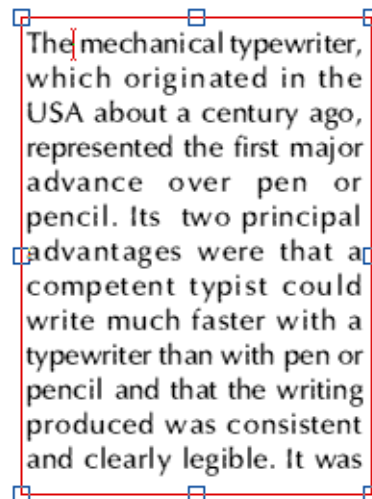 The mechanical typewriter,
which originated in the
USA about a century ago,
represented the first major
advance over pen or
pencil. Its two principal
advantages were that a
competent typist could
write much faster with a
typewriter than with pen or
pencil and that the writing
produced was consistent
and clearly legible. It was